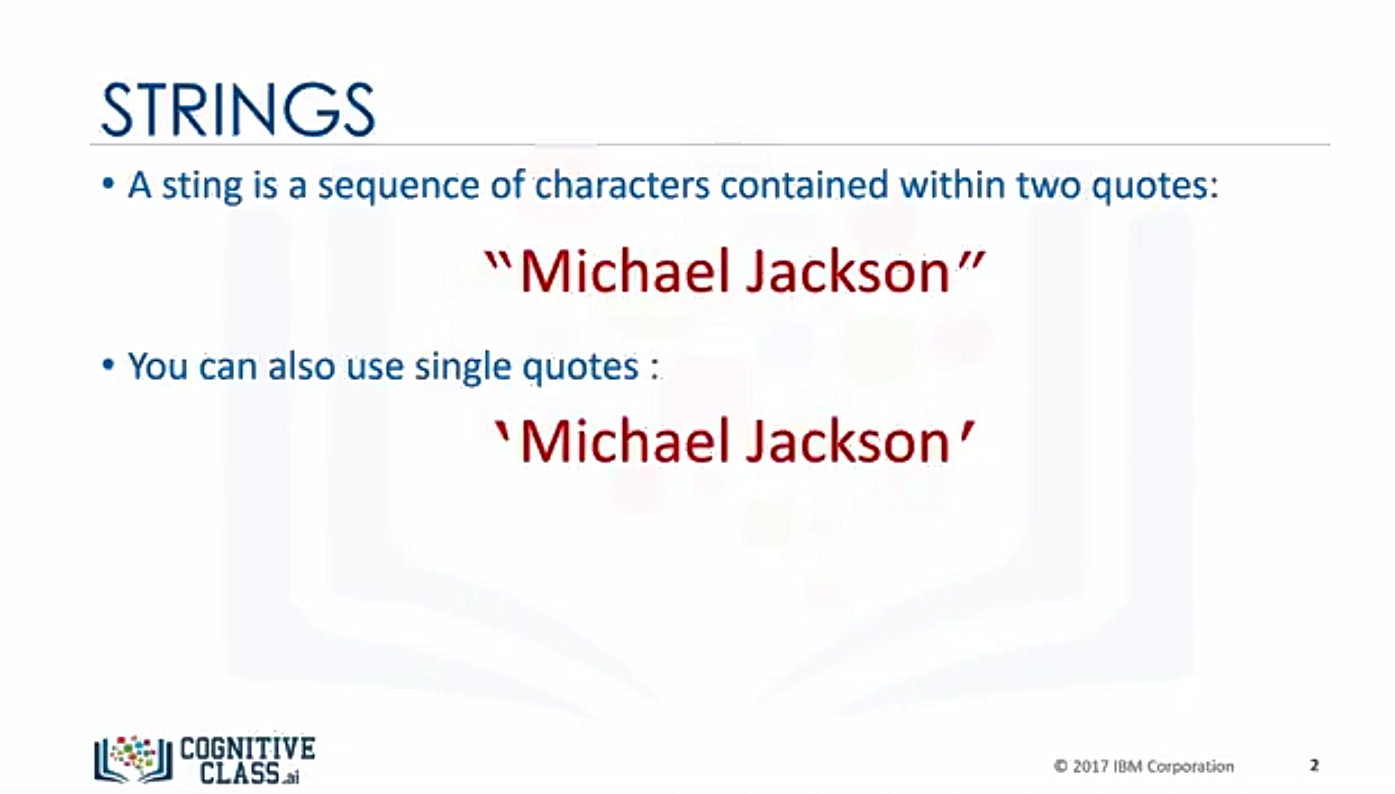 STRINGS
• A sting is a sequence of characters contained within two quotes:
“Michael Jackson”
• You can also use single quotes :
‘Michael Jackson’
COGNITIVE
CLASS.ai
© 2017 IBM Corporation 2